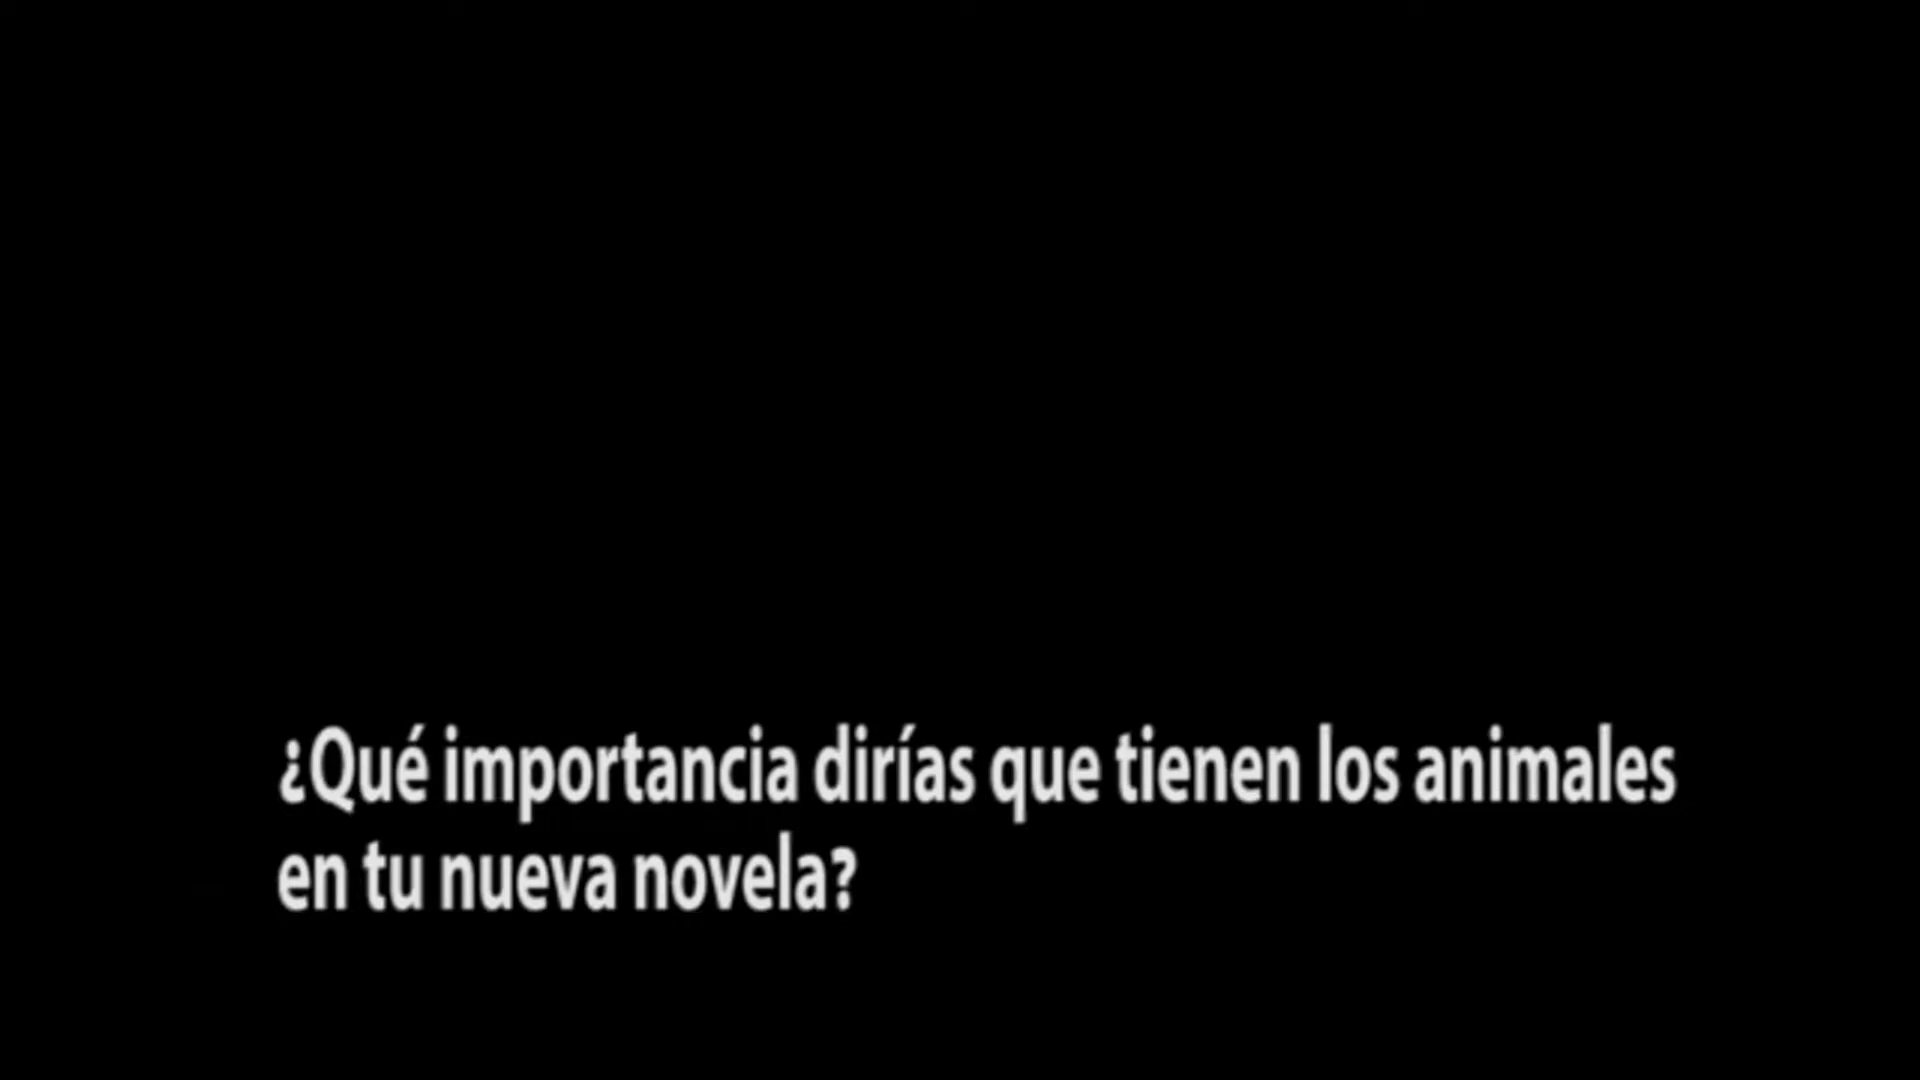 ¿Qué importancia dirías que tienen los animales
en tu nueva novela?